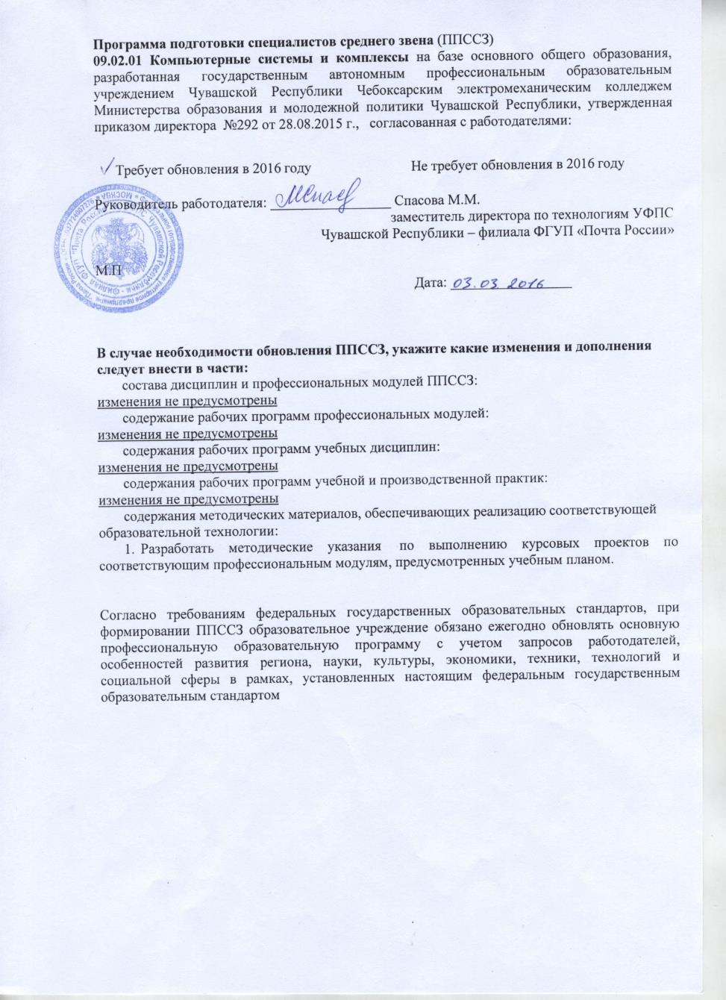 Программа подготовки специалистов среднего звена (ППССЗ)
09.02.01 Компьютерные системы и комплексы на базе основного общего образования,
разработанная государственным автономным профессиональным образовательным
учреждением Чувашской Республики Чебоксарским электромеханическим колледжем
Министерства образования и молодежной политики Чувашской Республики, утвержденная
приказом директора №292 от 28.08.2015 г., согласованная с работодателями:
✓ Требует обновления в 2016 году Не требует обновления в 2016 году
Руководитель работодателя: Спасова М.М.
заместитель директора по технологиям УФПС
Чувашской Республики – филиала ФГУП «Почта России»
М.П
Дата: 03.03 2016
В случае необходимости обновления ППССЗ, укажите какие изменения и дополнения
следует внести в части:
состава дисциплин и профессиональных модулей ППССЗ:
изменения не предусмотрены
содержание рабочих программ профессиональных модулей:
изменения не предусмотрены
содержания рабочих программ учебных дисциплин:
изменения не предусмотрены
содержания рабочих программ учебной и производственной практик:
изменения не предусмотрены
содержания методических материалов, обеспечивающих реализацию соответствующей
образовательной технологии:
1. Разработать методические указания по выполнению курсовых проектов по
соответствующим профессиональным модулям, предусмотренных учебным планом.
Согласно требованиям федеральных государственных образовательных стандартов, при
формировании ППССЗ образовательное учреждение обязано ежегодно обновлять основную
профессиональную образовательную программу с учетом запросов работодателей,
особенностей развития региона, науки, культуры, экономики, техники, технологий и
социальной сферы в рамках, установленных настоящим федеральным государственным
образовательным стандартом